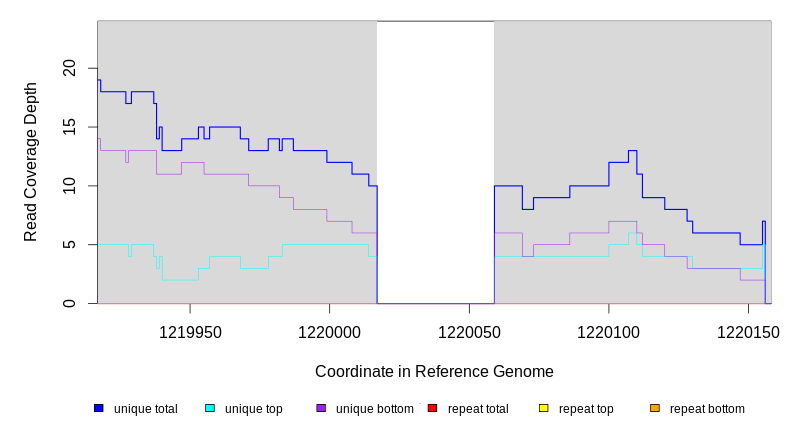 Read Coverage Depth
20
15
10
5
0
1219950 1220000 1220050 1220100 1220150
Coordinate in Reference Genome
unique total unique top unique bottom repeat total repeat top repeat bottom